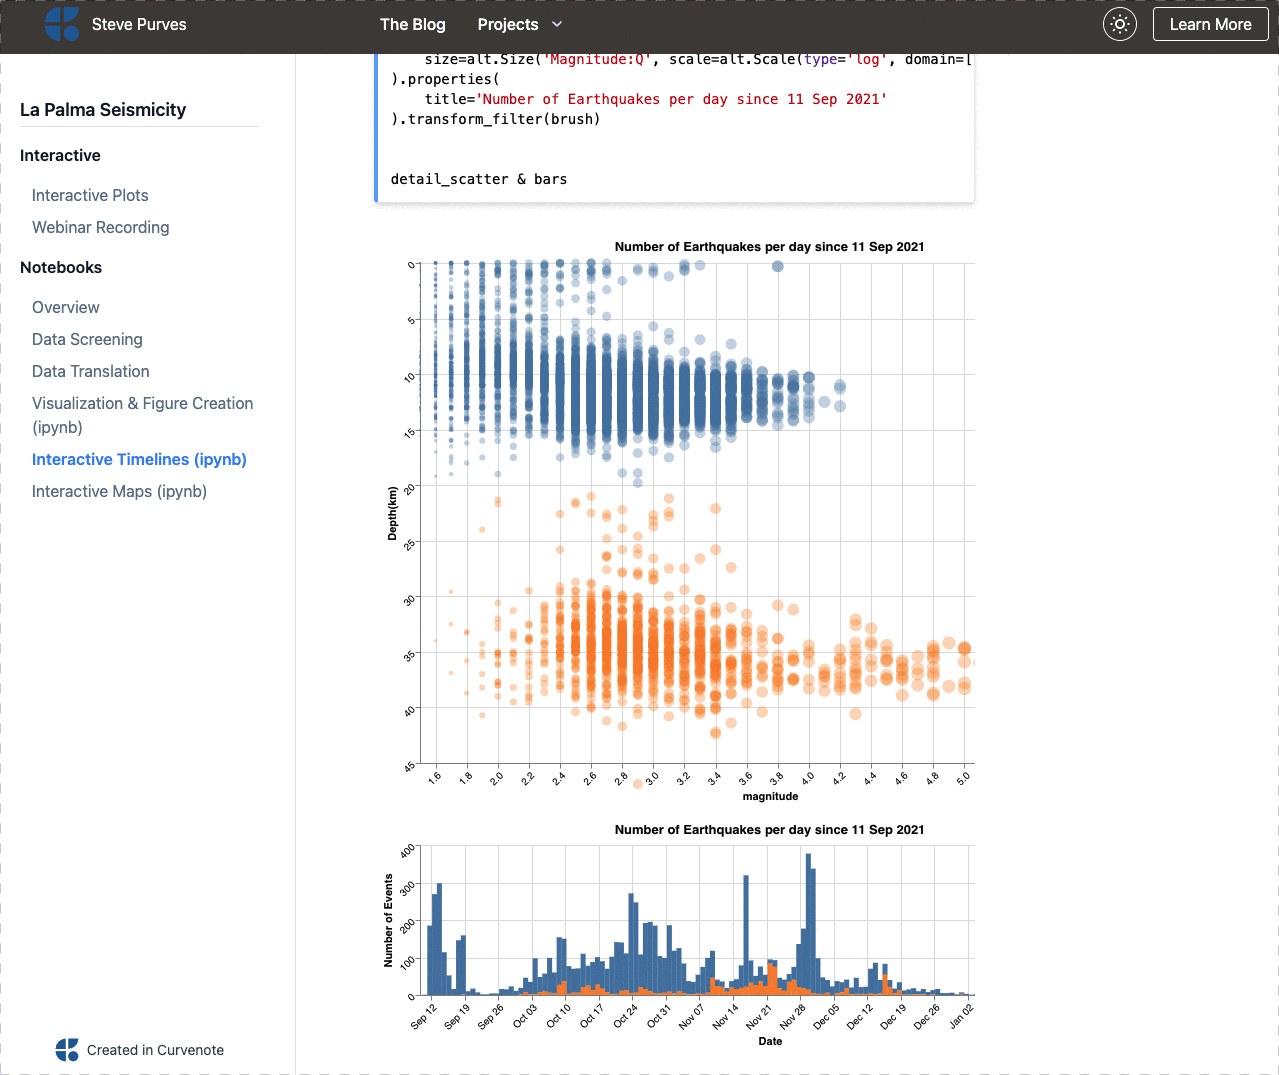 Steve Purves
The Blog
Projects
Learn More
La Palma Seismicity
Interactive
Interactive Plots
Webinar Recording
Notebooks
Overview
Data Screening
Data Translation
Visualization & Figure Creation
(ipynb)
Interactive Timelines (ipynb)
Interactive Maps (ipynb)
Created in Curvenote
size=alt.Size('Magnitude:Q', scale=alt.Scale(type='log', domain=[
).properties(
title='Number of Earthquakes per day since 11 Sep 2021'
).transform_filter(brush)
detail_scatter & bars
Number of Earthquakes per day since 11 Sep 2021
Depth(km)
0
5
10
15
20
25
30
35
40
45
1.6
1.8
2.0
2.2
2.4
2.6
2.8
3.0
3.2
3.4
3.6
3.8
4.0
4.2
4.4
4.6
4.8
5.0
magnitude
Number of Earthquakes per day since 11 Sep 2021
Number of Events
400
300
200
100
0
Sep 12
Sep 19
Sep 26
Oct 03
Oct 10
Oct 17
Oct 24
Oct 31
Nov 07
Nov 14
Nov 21
Nov 28
Dec 05
Dec 12
Dec 19
Dec 26
Jan 02
Date